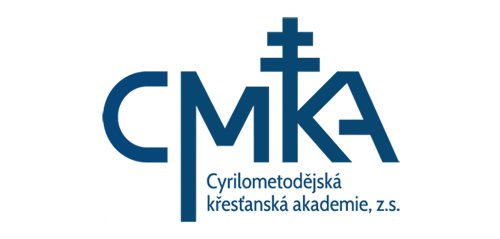 CMKA
Cyrilometodějská
křesťanská akademie, z.s.